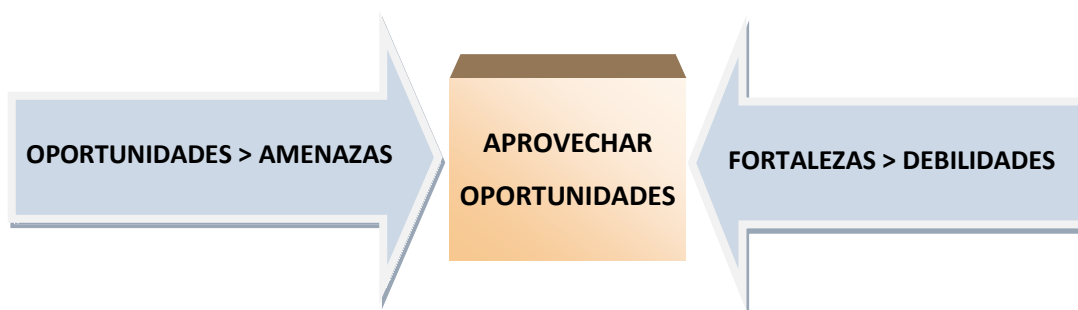 OPORTUNIDADES > AMENAZAS
APROVECHAR
OPORTUNIDADES
FORTALEZAS > DEBILIDADES